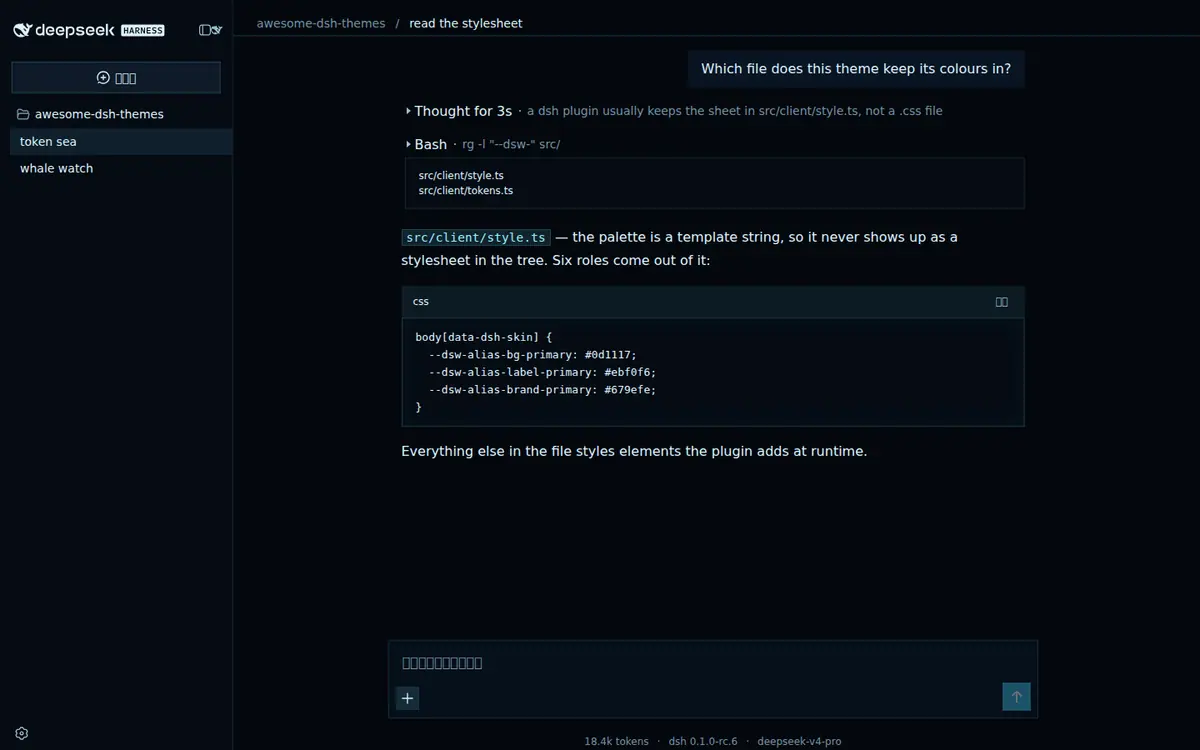 deepseek HARNESS
awesome-dsh-themes
token sea
whale watch
awesome-dsh-themes / read the stylesheet
Which file does this theme keep its colours in?
Thought for 3s · a dsh plugin usually keeps the sheet in src/client/style.ts, not a .css file
Bash · rg -l "--dsw-" src/
src/client/style.ts
src/client/tokens.ts
src/client/style.ts — the palette is a template string, so it never shows up as a
stylesheet in the tree. Six roles come out of it:
css
body[data-dsh-skin] {
--dsw-alias-bg-primary: #0d1117;
--dsw-alias-label-primary: #ebf0f6;
--dsw-alias-brand-primary: #679efe;
}
Everything else in the file styles elements the plugin adds at runtime.
18.4k tokens · dsh 0.1.0-rc.6 · deepseek-v4-pro